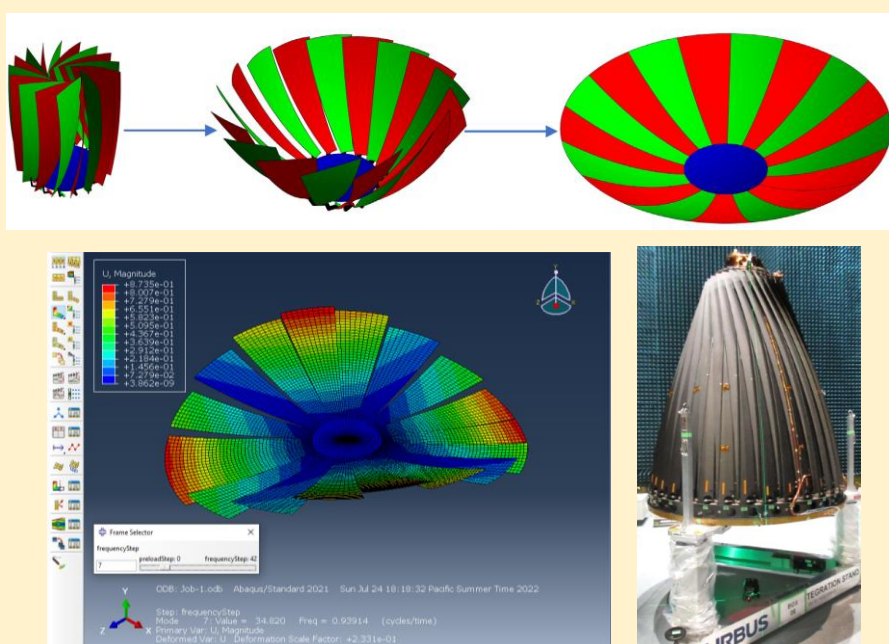 U, Magnitude
+8.735e-01
+8.007e-01
+7.279e-01
+6.551e-01
+5.823e-01
+5.095e-01
+4.367e-01
+3.639e-01
+2.912e-01
+2.184e-01
+1.456e-01
+7.279e-02
+3.862e-09
Y
Z
X
Frame Selector
frequencyStep
preloadStep: 0
frequencyStep: 42
7
ODB: Job-1.odb Abaqus/Standard 2021 Sun Jul 24 18:18:32 Pacific Summer Time 2022
Step: frequencyStep
Mode 7: Value = 34.820 Freq = 0.93914 (cycles/time)
Primary Var: U, Magnitude
Deformed Var: U Deformation Scale Factor: +2.331e-01
Y
Z
X
TEGRATION STAND